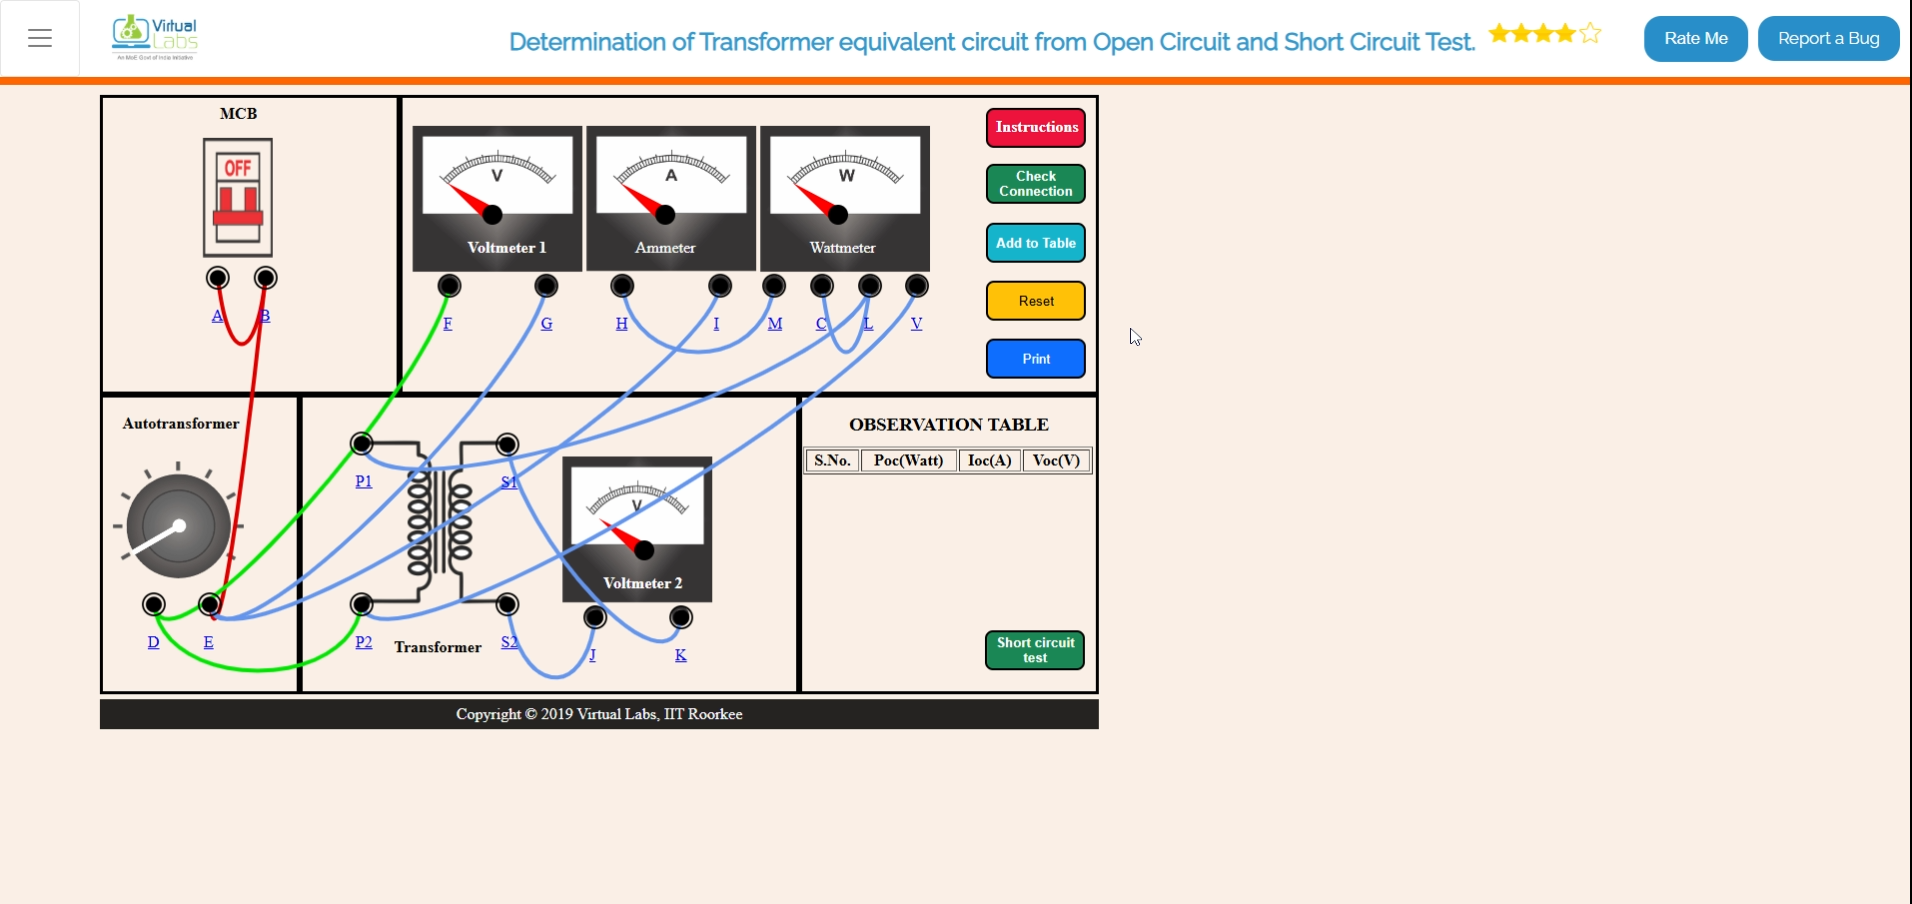 Virtual
Labs
An MoE Govt of India Initiative
Determination of Transformer equivalent circuit from Open Circuit and Short Circuit Test.
Rate Me
Report a Bug
MCB
OFF
A
B
V
Voltmeter 1
A
Ammeter
W
Wattmeter
F
G
H
I
M
C
L
V
Instructions
Check
Connection
Add to Table
Reset
Print
Autotransformer
D
E
P1
S1
P2
Transformer
S2
V
Voltmeter 2
J
K
OBSERVATION TABLE
S.No. Poc(Watt) Ioc(A) Voc(V)
Short circuit
test
Copyright © 2019 Virtual Labs, IIT Roorkee